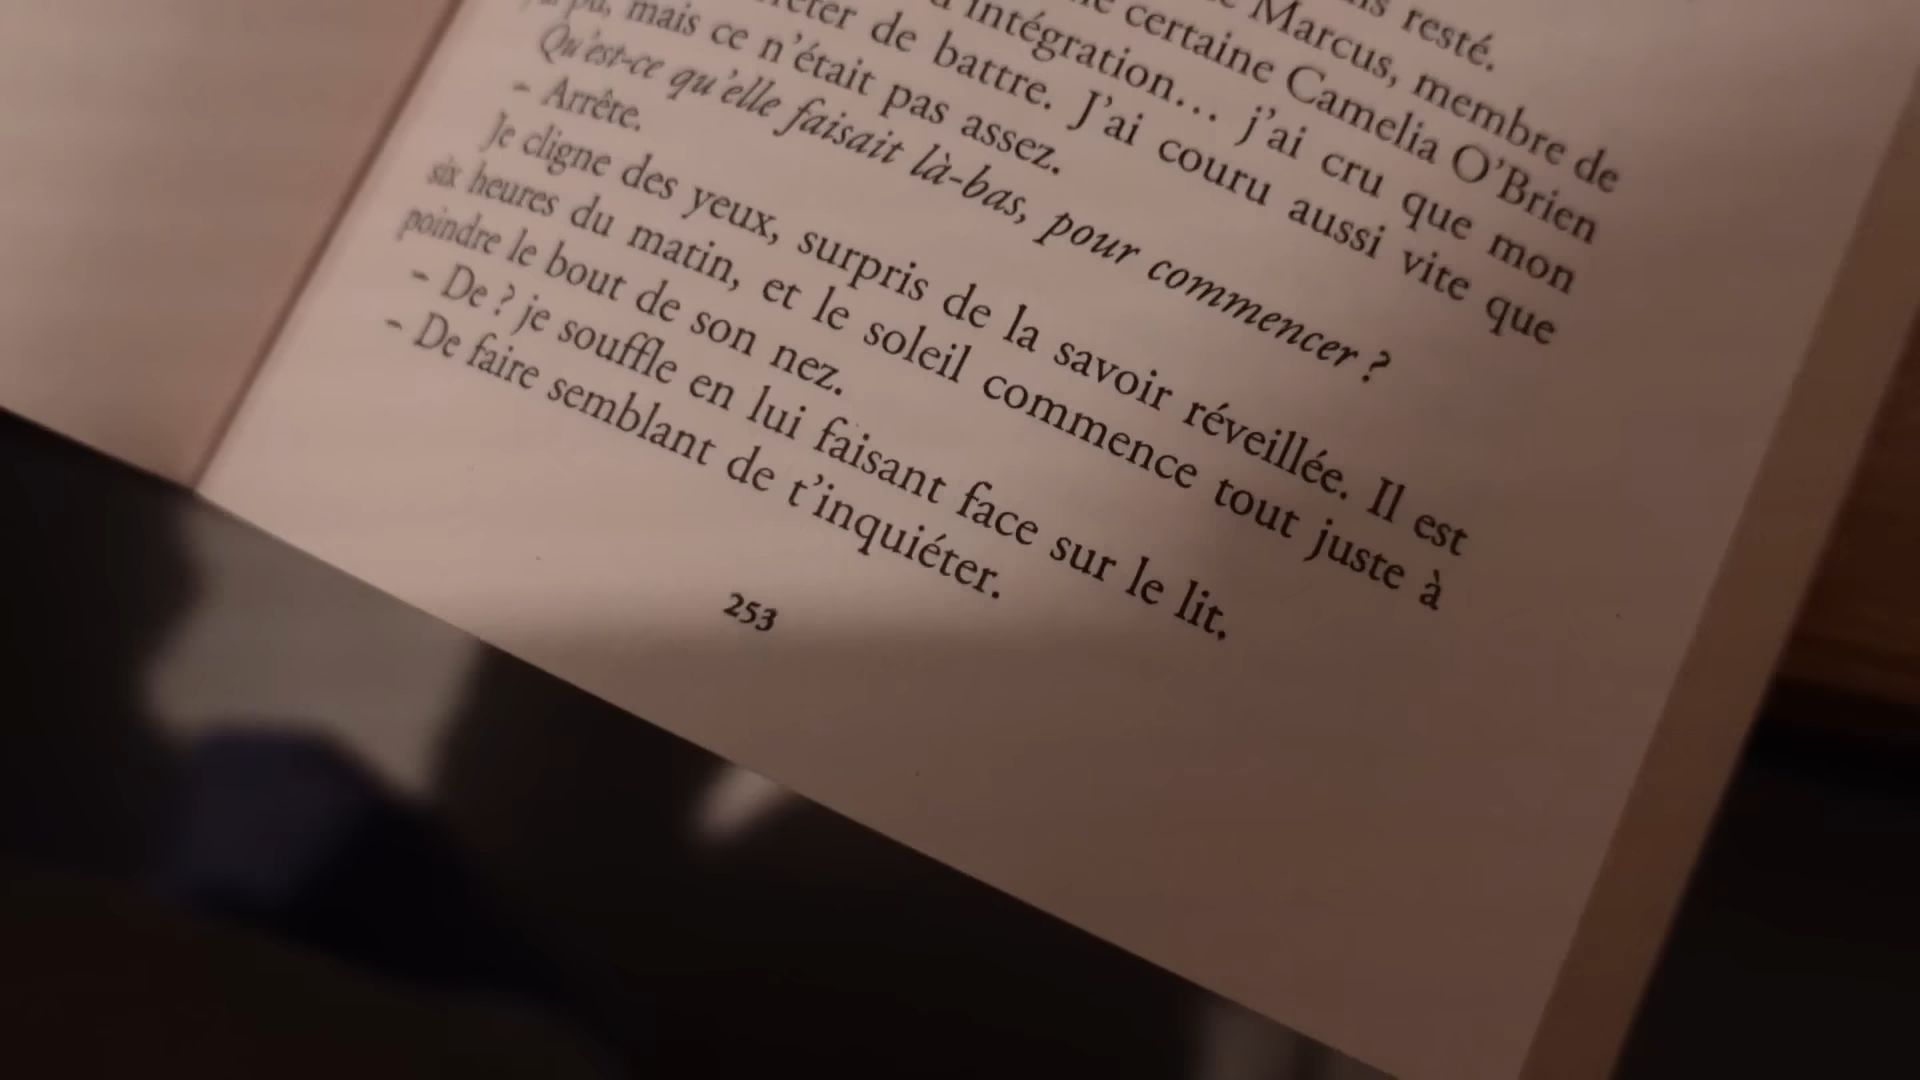 resté.
Marcus, membre de
certaine Camelia O'Brien
intégration... j'ai cru que mon
de battre. J'ai couru aussi vite que
mais ce n'était pas assez.
Qu'est-ce qu'elle faisait là-bas, pour commencer ?
– Arrête.
Je cligne des yeux, surpris de la savoir réveillée. Il est
six heures du matin, et le soleil commence tout juste à
poindre le bout de son nez.
– De ? je souffle en lui faisant face sur le lit.
– De faire semblant de t'inquiéter.
253